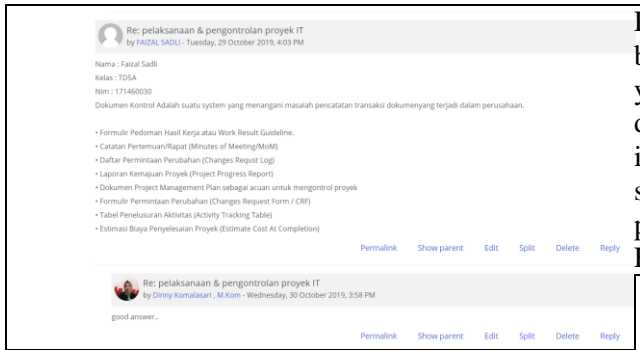 Re: pelaksanaan & pengontrolan proyek IT
by FAIZAL SADLI - Tuesday, 29 October 2019, 4:03 PM
Nama : Faizal Sadli
Kelas : TD5A
Nim : 171460030
Dokumen Kontrol Adalah suatu system yang menangani masalah pencatatan transaksi dokumenyang terjadi dalam perusahaan.
• Formulir Pedoman Hasil Kerja atau Work Result Guideline.
• Catatan Pertemuan/Rapat (Minutes of Meeting/MoM)
• Daftar Permintaan Perubahan (Changes Requst Log)
• Laporan Kemajuan Proyek (Project Progress Report)
• Dokumen Project Management Plan sebagai acuan untuk mengontrol proyek
• Formulir Permintaan Perubahan (Changes Request Form / CRF)
• Tabel Penelusuran Aktivitas (Activity Tracking Table)
• Estimasi Biaya Penyelesaian Proyek (Estimate Cost At Completion)
Permalink Show parent Edit Split Delete Reply
Re: pelaksanaan & pengontrolan proyek IT
by Dinny Komalasari , M.Kom - Wednesday, 30 October 2019, 3:58 PM
good answer..
Permalink Show parent Edit Split Delete Reply